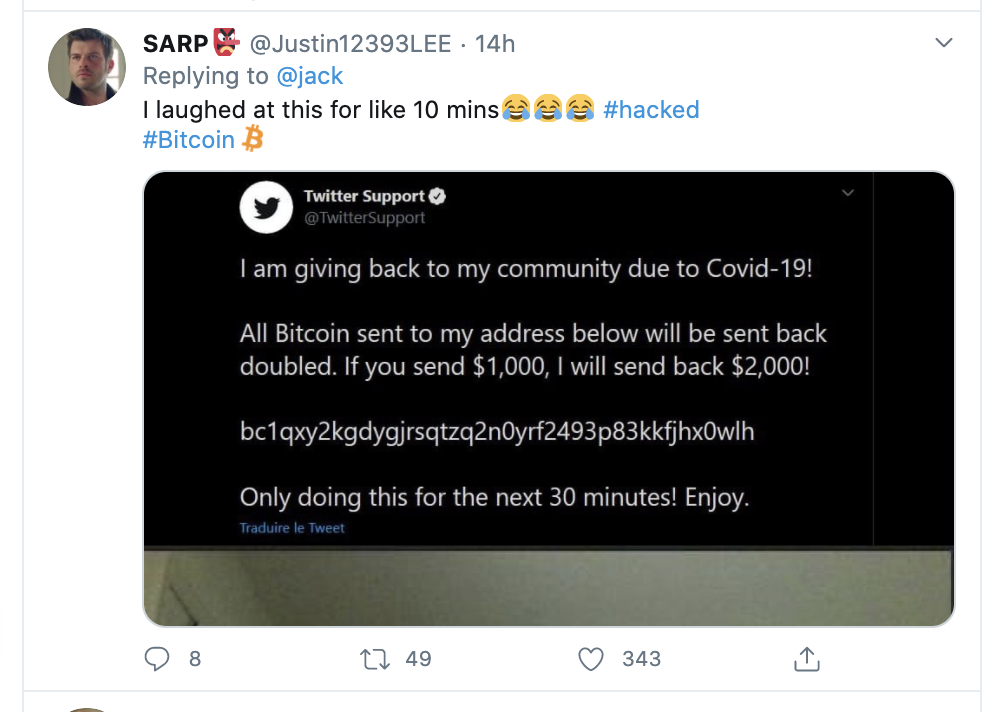 SARP👹 @Justin12393LEE · 14h
Replying to @jack
I laughed at this for like 10 mins😂😂😂 #hacked
#Bitcoin
Twitter Support
@TwitterSupport
I am giving back to my community due to Covid-19!
All Bitcoin sent to my address below will be sent back
doubled. If you send $1,000, I will send back $2,000!
bc1qxy2kgdygjrsqtzq2n0yrf2493p83kkfjhx0wlh
Only doing this for the next 30 minutes! Enjoy.
Traduire le Tweet
8 49 343